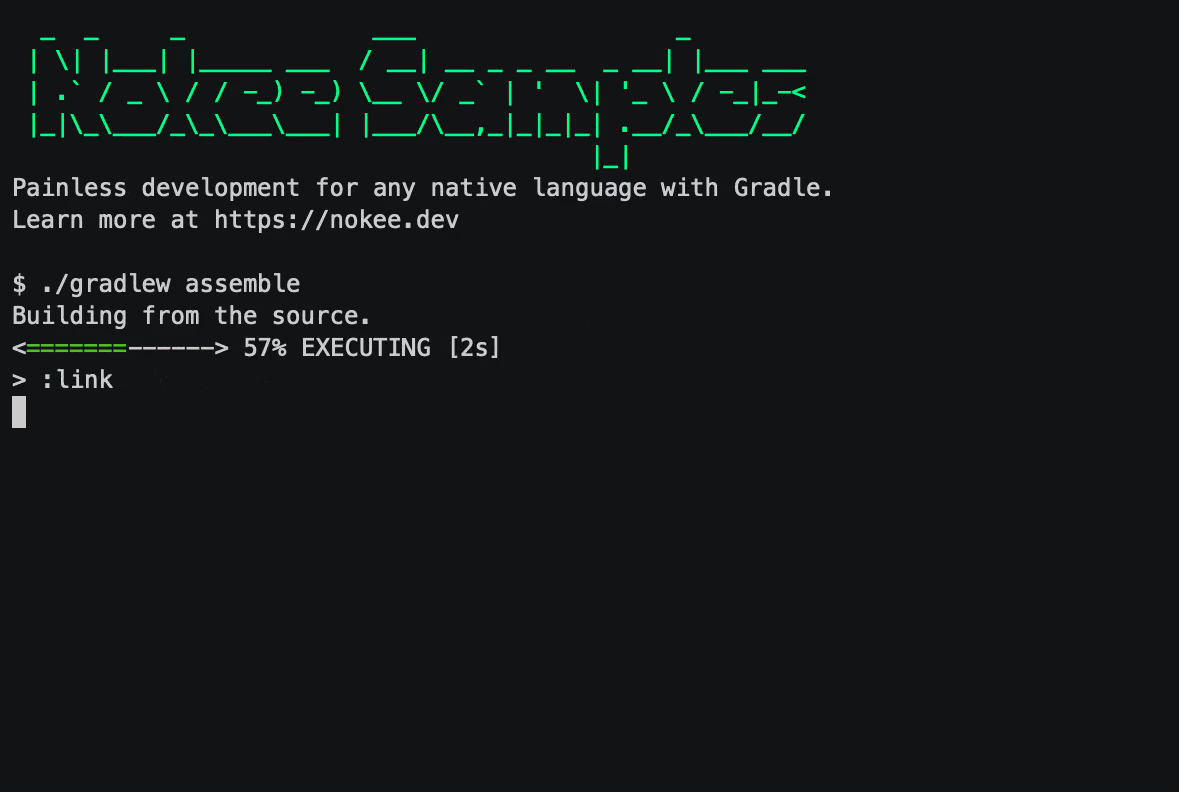 Nokee Samples
Painless development for any native language with Gradle.
Learn more at https://nokee.dev
$ ./gradlew assemble
Building from the source.
<=======------> 57% EXECUTING [2s]
> :link